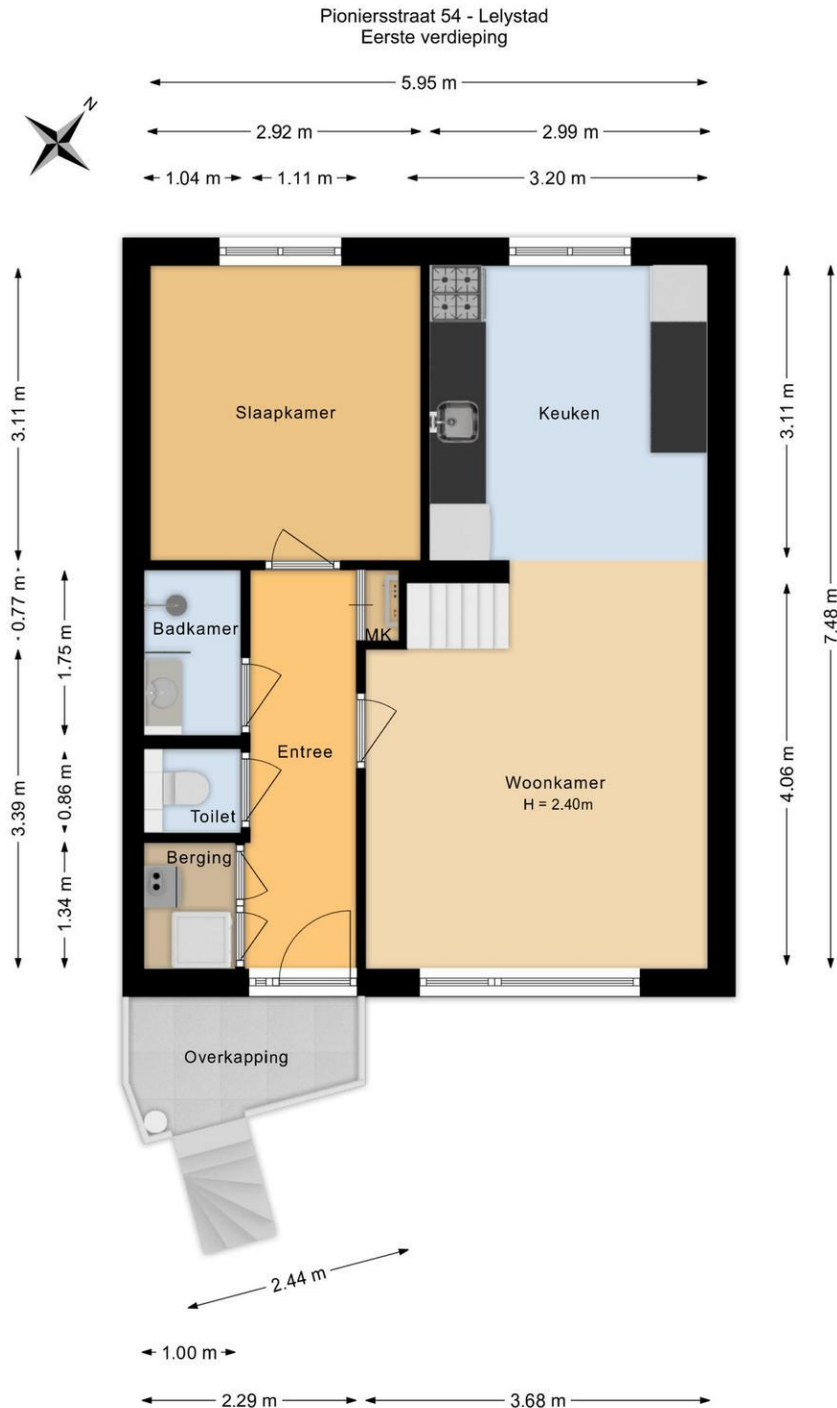 Pioniersstraat 54 - Lelystad
Eerste verdieping
5.95 m
N
2.92 m
2.99 m
1.04 m
1.11 m
3.20 m
3.11 m
Slaapkamer
Keuken
3.11 m
7.48 m
0.77 m
1.75 m
Badkamer
MK
Entree
Woonkamer
H = 2.40m
4.06 m
3.39 m
0.86 m
Toilet
Berging
1.34 m
Overkapping
2.44 m
1.00 m
2.29 m
3.68 m